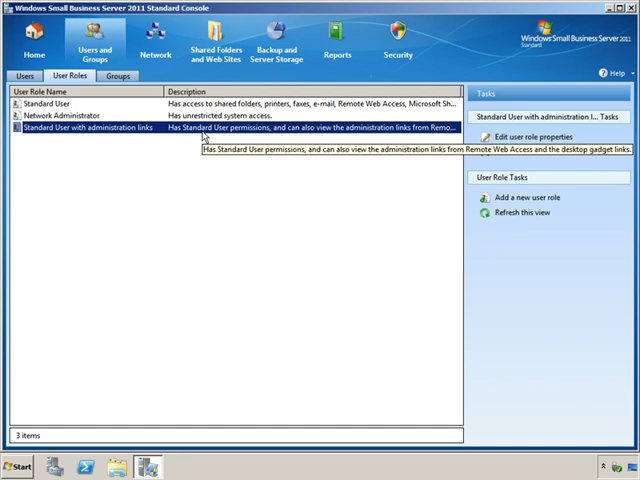 Windows Small Business Server 2011 Standard Console
Home
Users and Groups
Network
Shared Folders and Web Sites
Backup and Server Storage
Reports
Security
Windows Small Business Server 2011
Standard
Users
User Roles
Groups
Help
User Role Name
Description
Standard User
Has access to shared folders, printers, faxes, e-mail, Remote Web Access, Microsoft Sh...
Network Administrator
Has unrestricted system access.
Standard User with administration links
Has Standard User permissions, and can also view the administration links from Remo...
Has Standard User permissions, and can also view the administration links from Remote Web Access and the desktop gadget links.
3 items
Tasks
Standard User with administration l... Tasks
Edit user role properties
User Role Tasks
Add a new user role
Refresh this view
Start